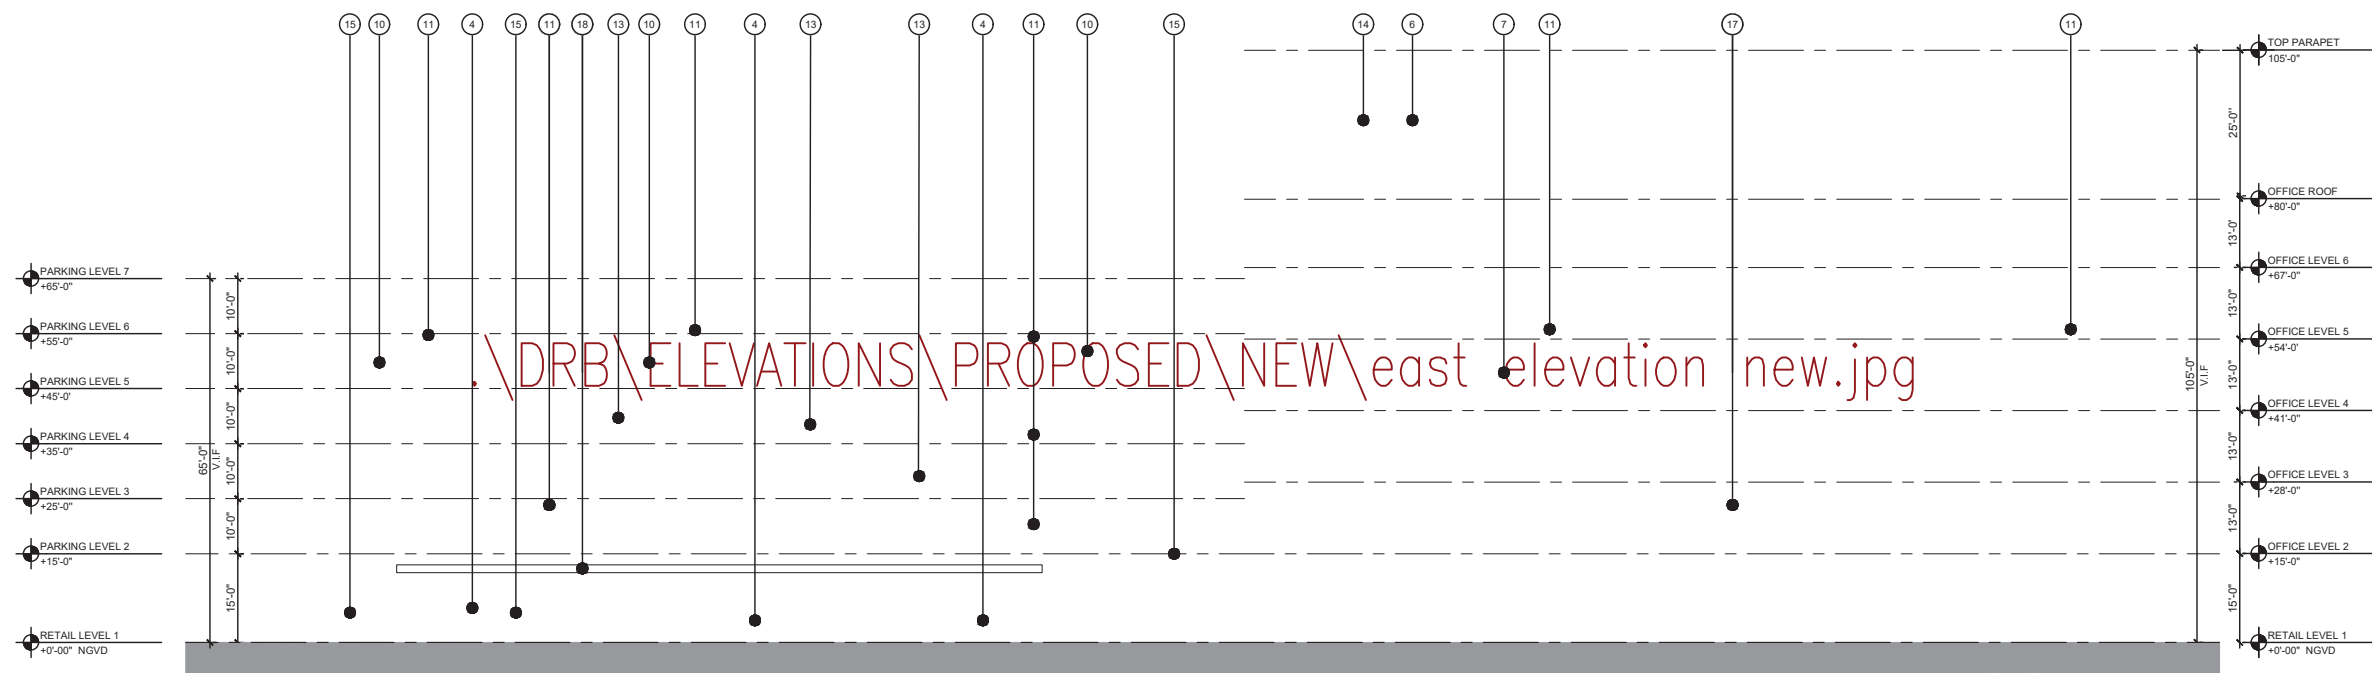 15 10 11 4 15 11 18 13 10 11 4 13 13 4 11 10 15 14 6 7 11 17 11
TOP PARAPET
105'-0"
25'-0"
OFFICE ROOF
+80'-0"
13'-0"
OFFICE LEVEL 6
+67'-0"
13'-0"
OFFICE LEVEL 5
+54'-0'
13'-0"
OFFICE LEVEL 4
+41'-0"
13'-0"
OFFICE LEVEL 3
+28'-0"
13'-0"
OFFICE LEVEL 2
+15'-0"
15'-0"
RETAIL LEVEL 1
+0'-00" NGVD
105'-0"
V.I.F
PARKING LEVEL 7
+65'-0"
10'-0"
PARKING LEVEL 6
+55'-0"
10'-0"
PARKING LEVEL 5
+45'-0'
10'-0"
PARKING LEVEL 4
+35'-0"
10'-0"
PARKING LEVEL 3
+25'-0"
10'-0"
PARKING LEVEL 2
+15'-0"
15'-0"
RETAIL LEVEL 1
+0'-00" NGVD
65'-0"
V.I.F
.\DRB\ELEVATIONS\PROPOSED\NEW\east elevation new.jpg